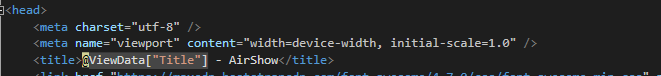 <head>
<meta charset="utf-8" />
<meta name="viewport" content="width=device-width, initial-scale=1.0" />
<title>@ViewData["Title"] - AirShow</title>